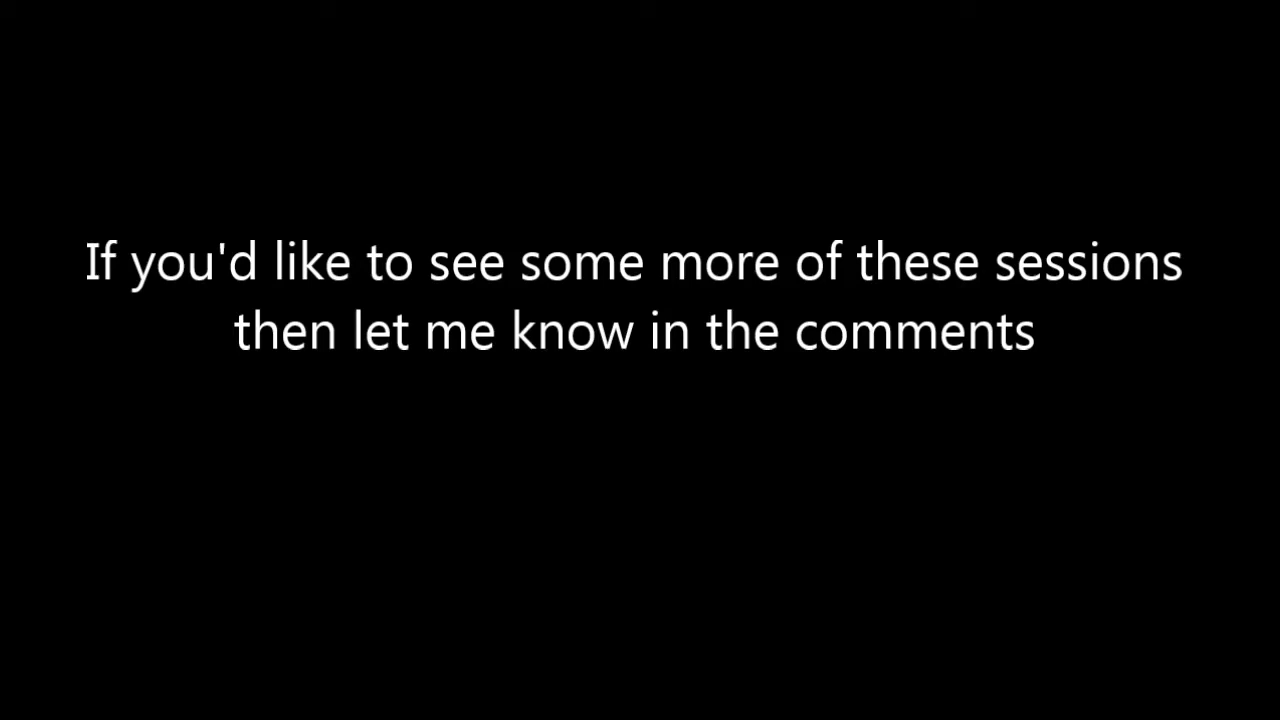 If you'd like to see some more of these sessions
then let me know in the comments